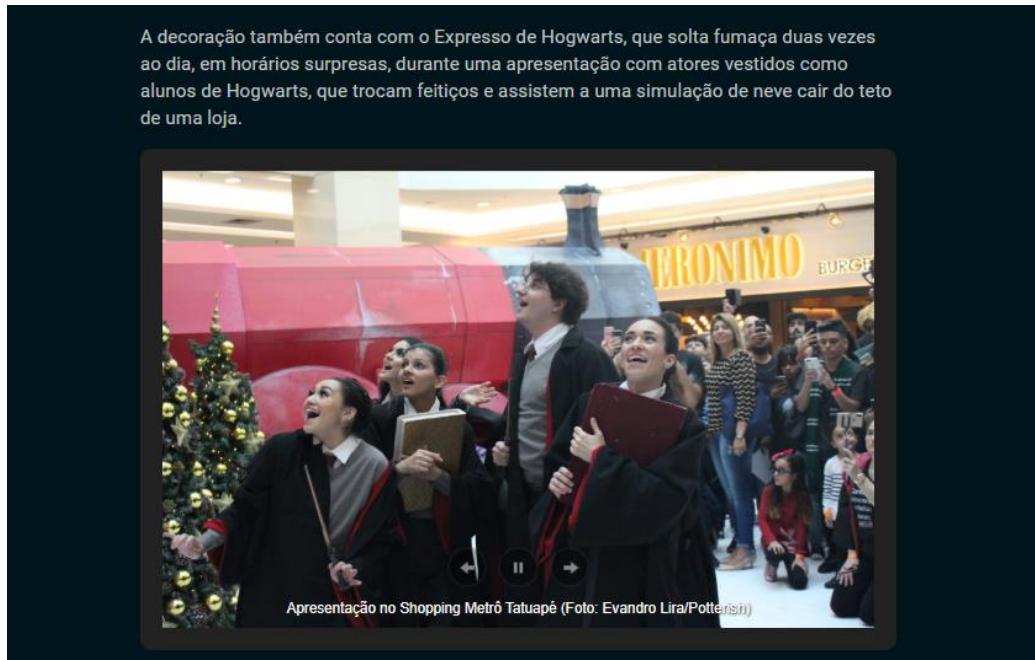 A decoração também conta com o Expresso de Hogwarts, que solta fumaça duas vezes
ao dia, em horários surpresas, durante uma apresentação com atores vestidos como
alunos de Hogwarts, que trocam feitiços e assistem a uma simulação de neve cair do teto
de uma loja.
JERONIMO
BURGE
Apresentação no Shopping Metrô Tatuapé (Foto: Evandro Lira/Potterish)